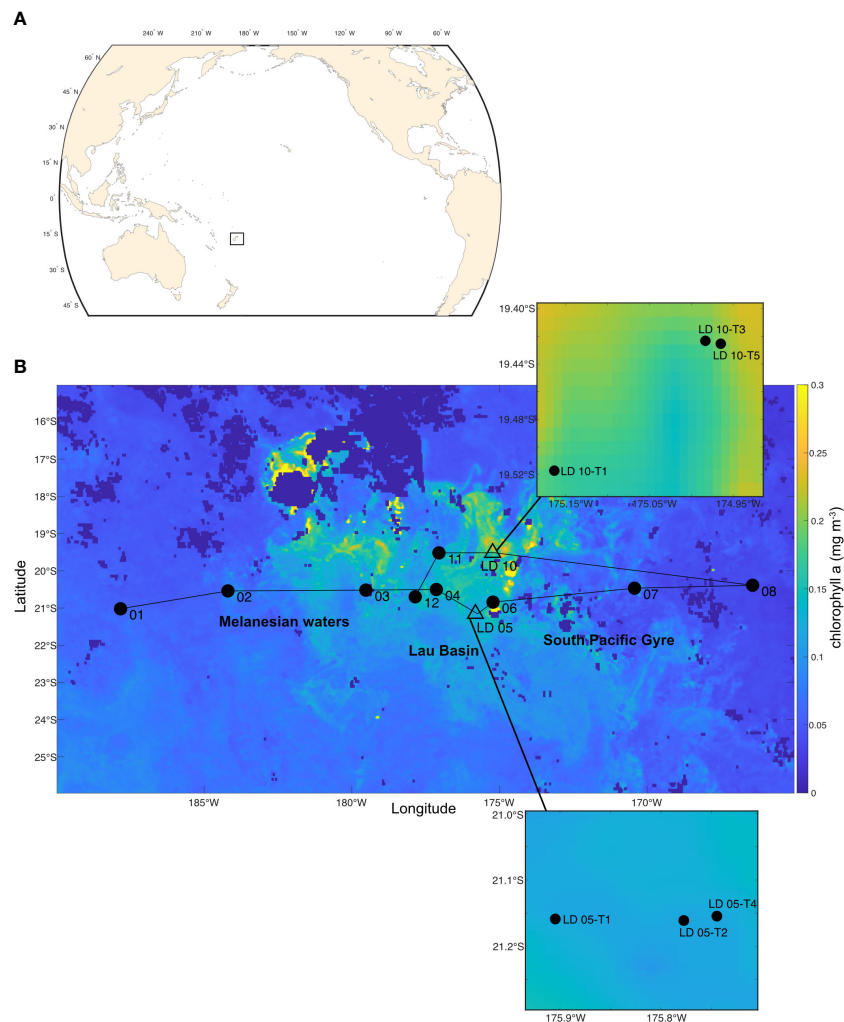 A
240° W 210° W 180° W 150° W 120° W 90° W 60° W
60° N
45° N
30° N
15° N
0°
15° S
30° S
45° S
19.40°S
19.44°S
19.48°S
19.52°S
LD 10-T3
LD 10-T5
LD 10-T1
175.15°W 175.05°W 174.95°W
B
16°S
17°S
18°S
19°S
20°S
21°S
22°S
23°S
24°S
25°S
Latitude
01
02
03
12
04
11
LD 10
LD 05
06
07
08
Melanesian waters
Lau Basin
South Pacific Gyre
185°W 180°W 175°W 170°W
Longitude
0.3
0.25
0.2
0.15
0.1
0.05
0
chlorophyll a (mg m-3)
21.0°S
21.1°S
21.2°S
LD 05-T1
LD 05-T4
LD 05-T2
175.9°W 175.8°W